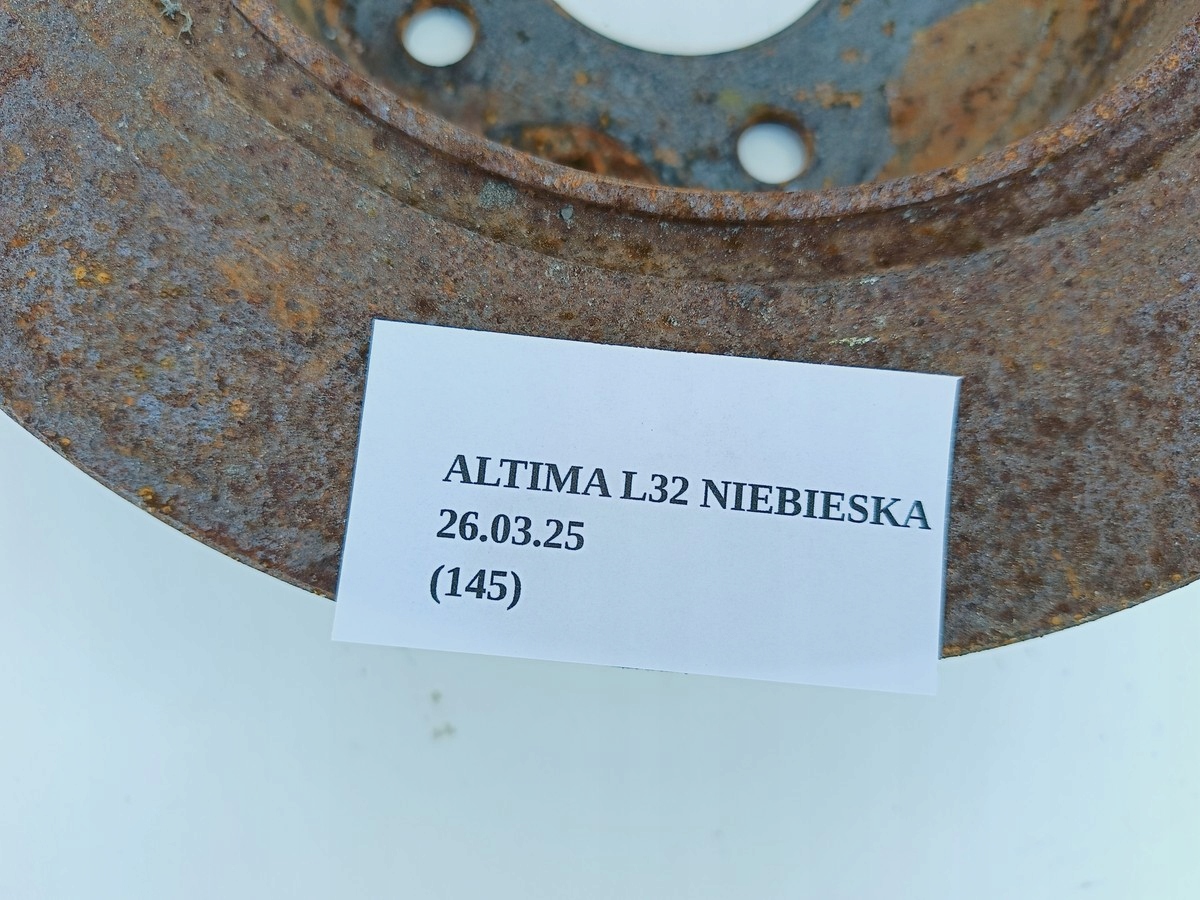 ALTIMA L32 NIEBIESKA
26.03.25
(145)